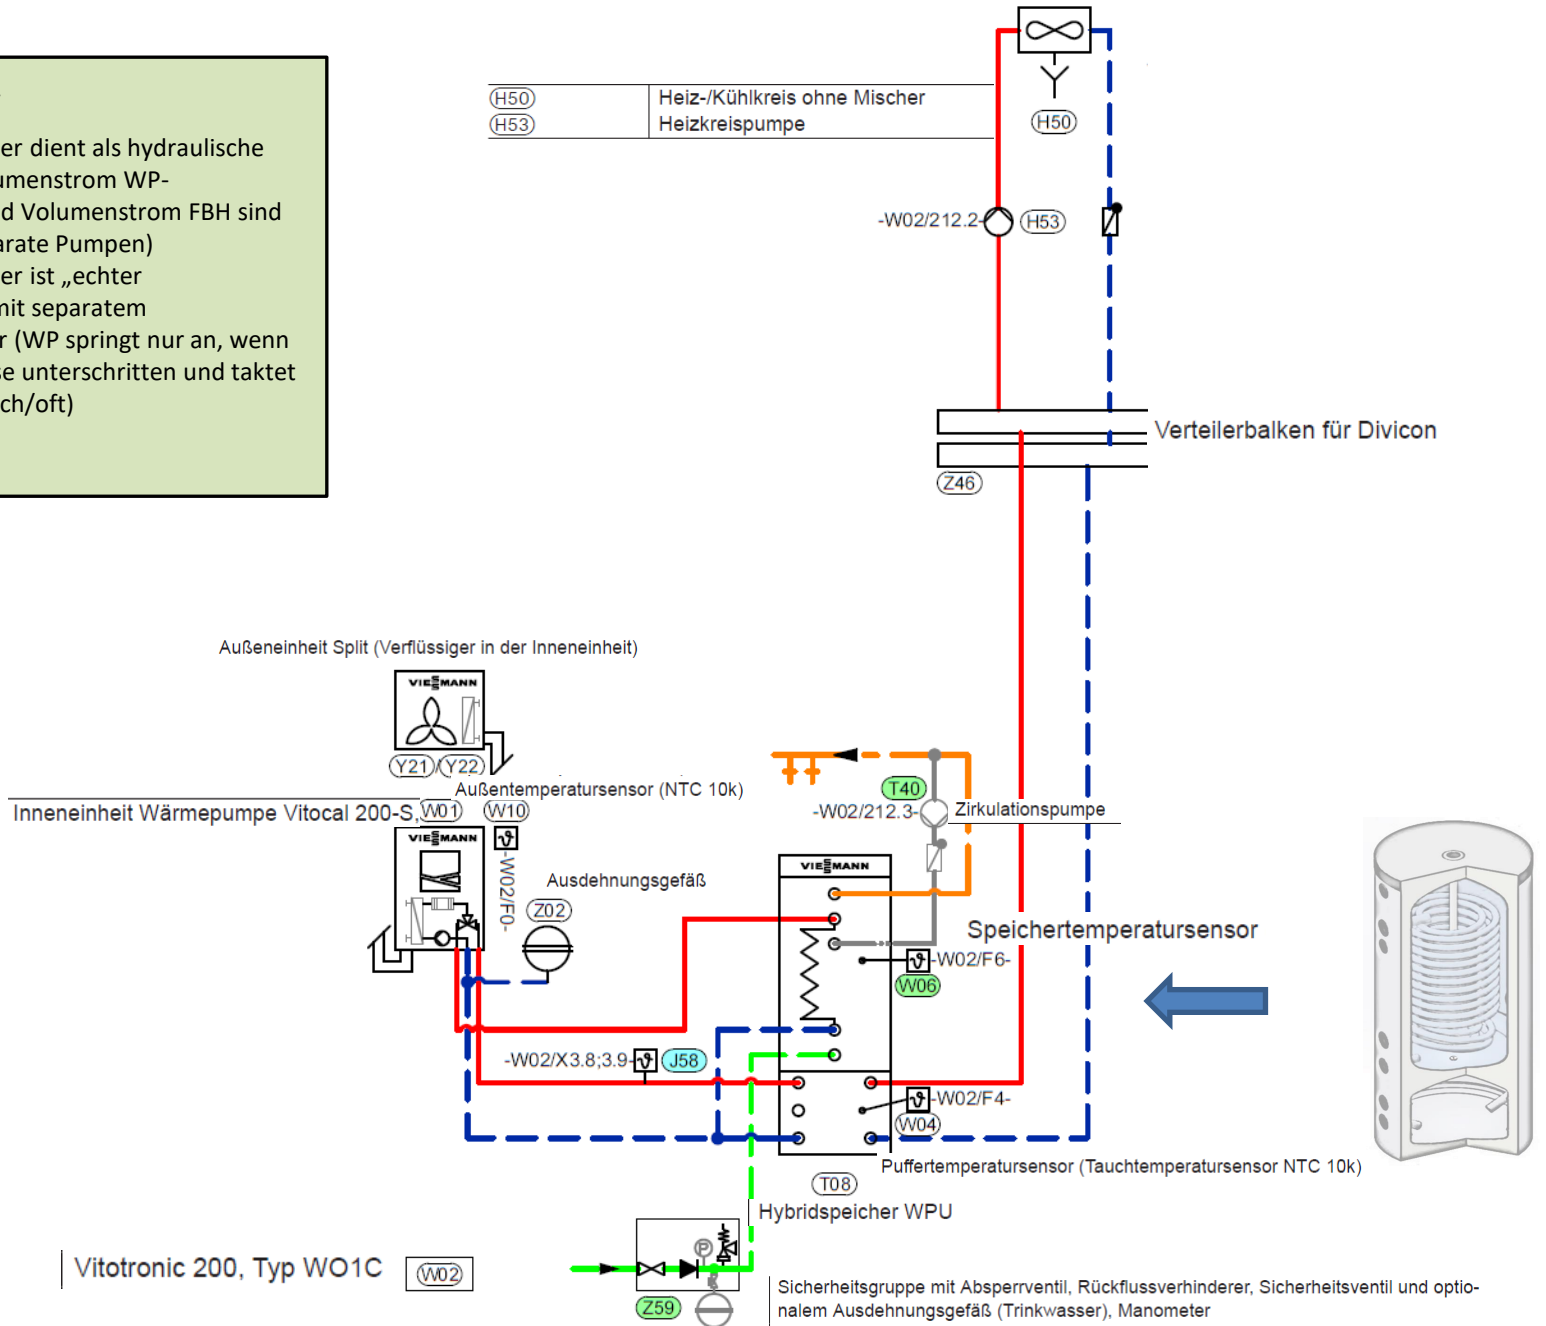 er dient als hydraulische
umenstrom WP-
d Volumenstrom FBH sind
arate Pumpen)
er ist „echter
mit separatem
r (WP springt nur an, wenn
se unterschritten und taktet
ch/oft)
H50 Heiz-/Kühlkreis ohne Mischer
H53 Heizkreispumpe
H50
-W02/212.2- H53
Verteilerbalken für Divicon
Z46
Außeneinheit Split (Verflüssiger in der Inneneinheit)
VIESMANN
Y21/Y22
Außentemperatursensor (NTC 10k)
Inneneinheit Wärmepumpe Vitocal 200-S, W01 W10
T40
-W02/212.3- Zirkulationspumpe
VIESMANN
-W02/F0-
Ausdehnungsgefäß
Z02
VIESMANN
Speichertemperatursensor
-W02/F6-
W06
-W02/X3.8;3.9- J58
-W02/F4-
W04
Puffertemperatursensor (Tauchtemperatursensor NTC 10k)
T08
Hybridspeicher WPU
Vitotronic 200, Typ WO1C W02
P
Z59
Sicherheitsgruppe mit Absperrventil, Rückflussverhinderer, Sicherheitsventil und optio-
nalem Ausdehnungsgefäß (Trinkwasser), Manometer